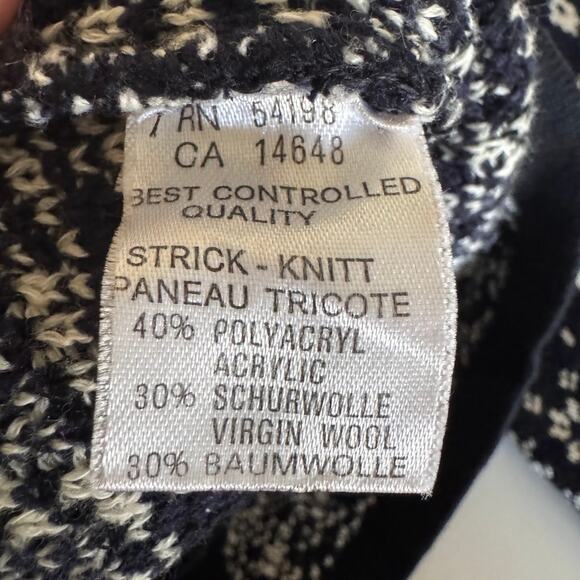 RN 54198
CA 14648
BEST CONTROLLED
QUALITY
STRICK - KNITT
PANEAU TRICOTE
40% POLYACRYL
ACRYLIC
30% SCHURWOLLE
VIRGIN WOOL
30% BAUMWOLLE